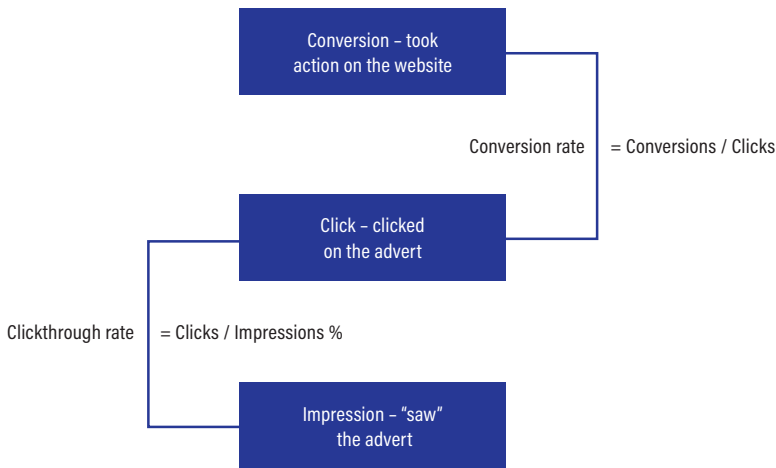 Conversion – took
action on the website
Conversion rate
= Conversions / Clicks
Click – clicked
on the advert
Clickthrough rate
= Clicks / Impressions %
Impression – “saw”
the advert